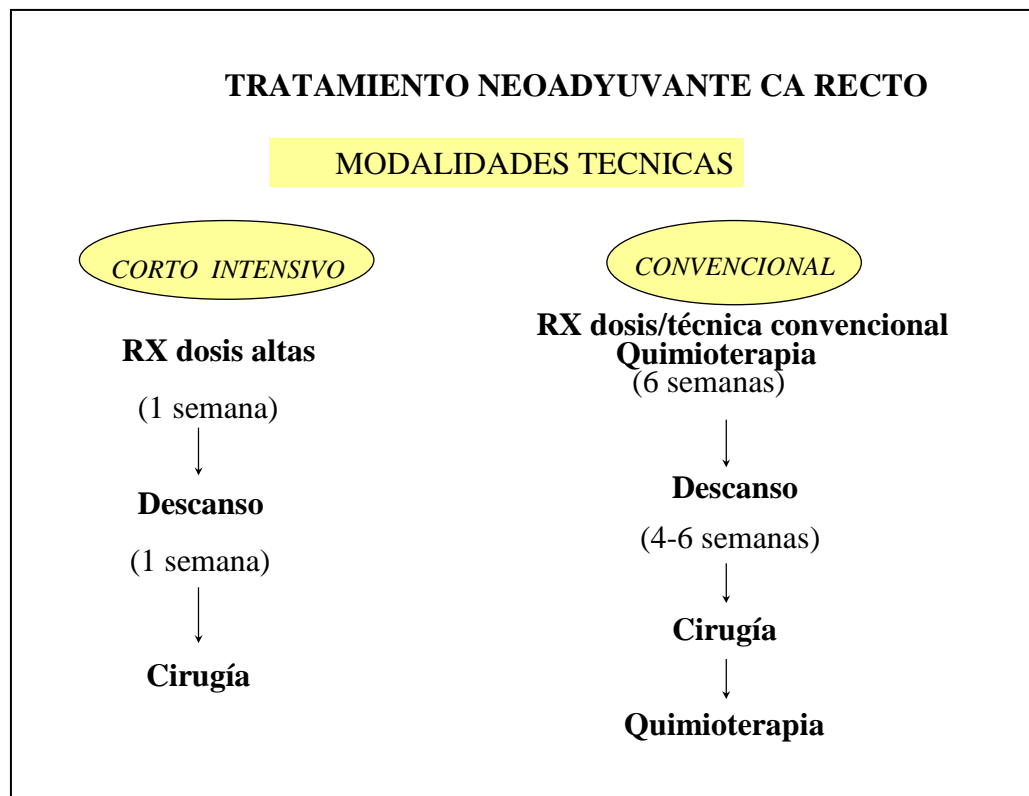 TRATAMIENTO NEOADYUVANTE CA RECTO
MODALIDADES TECNICAS
CORTO INTENSIVO
RX dosis altas
(1 semana)
Descanso
(1 semana)
Cirugía
CONVENCIONAL
RX dosis/técnica convencional
Quimioterapia
(6 semanas)
Descanso
(4-6 semanas)
Cirugía
Quimioterapia